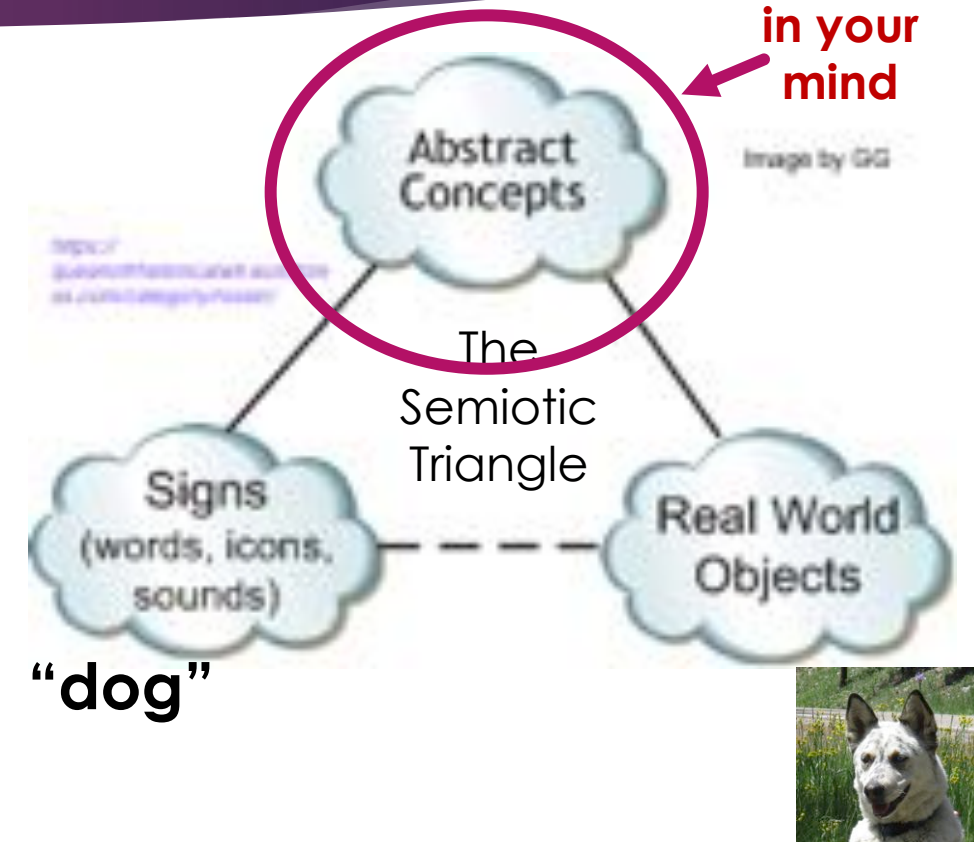 in your
mind
Abstract
Concepts
Image by GG
https://
The
Semiotic
Triangle
Signs
(words, icons,
sounds)
Real World
Objects
“dog”